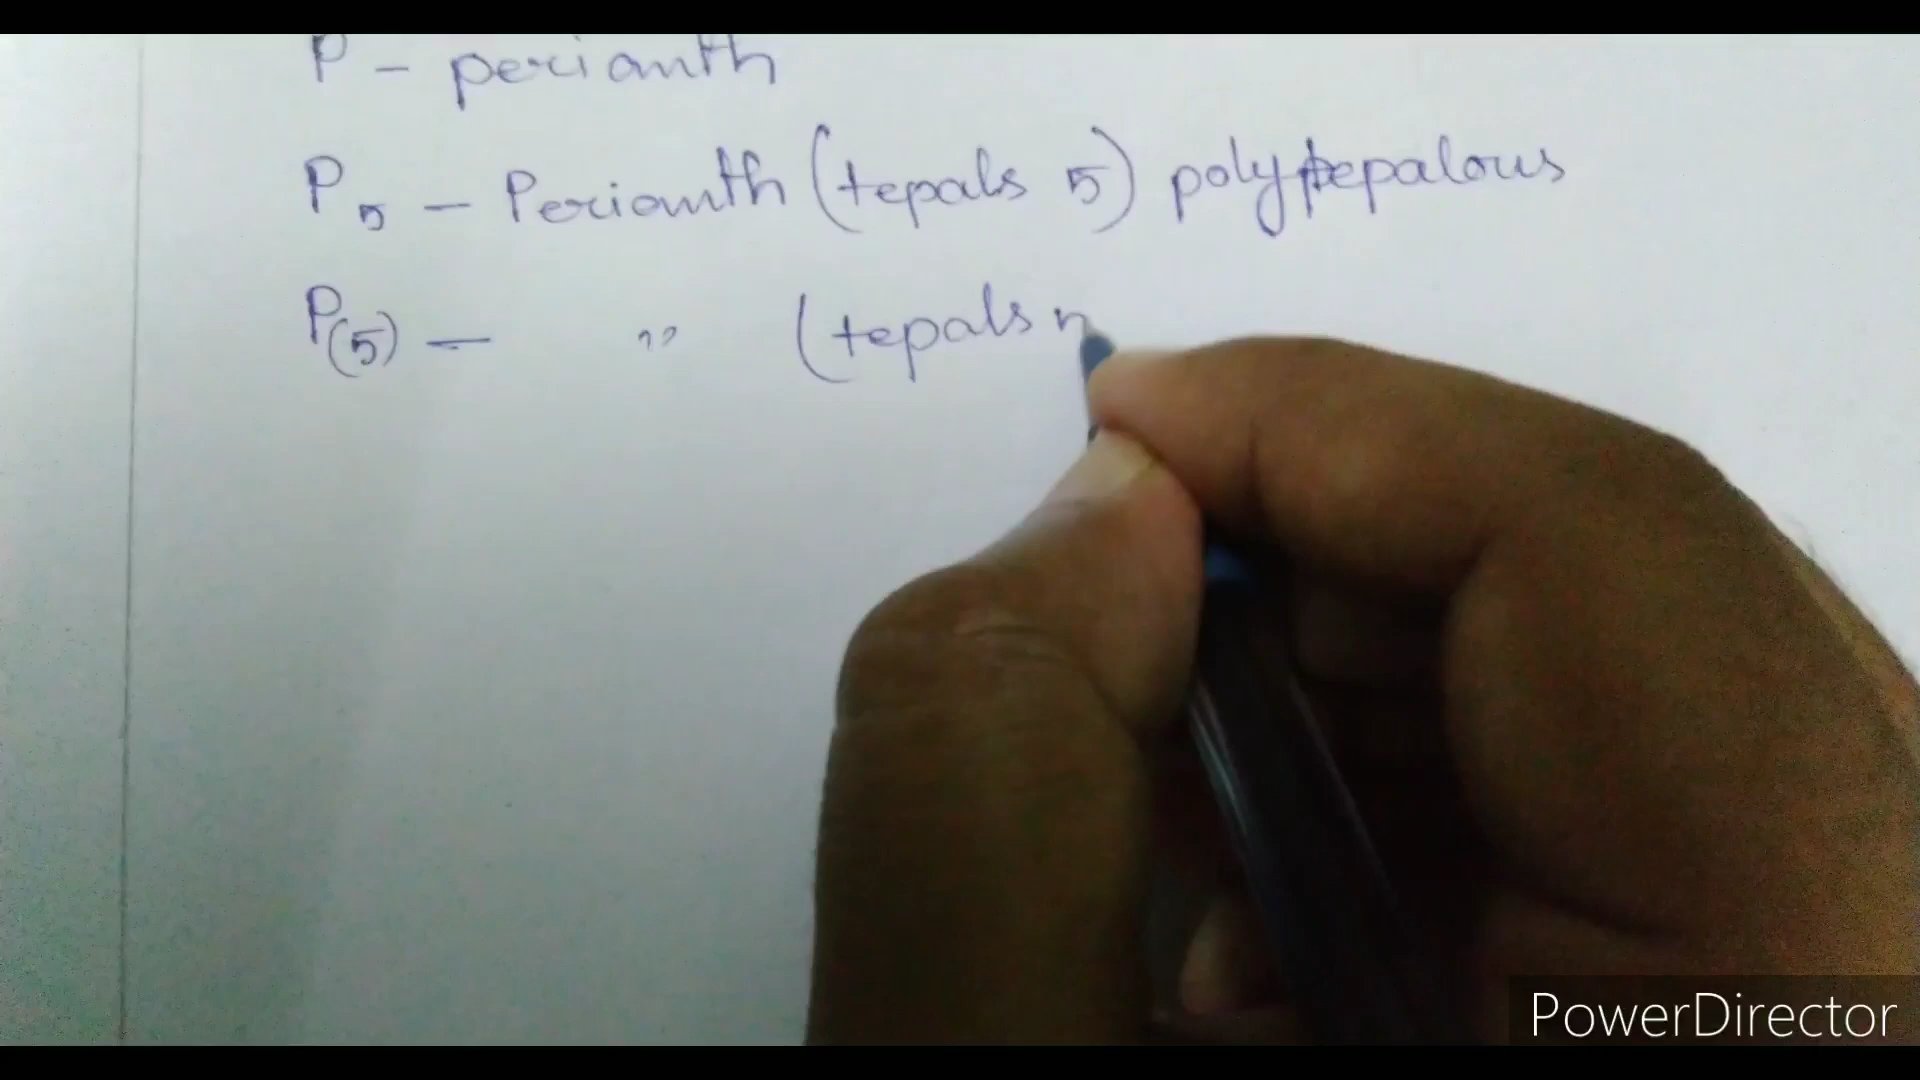 P - perianth
P5 - Perianth (tepals 5) polytepalous
P(5) - " (tepals
PowerDirector